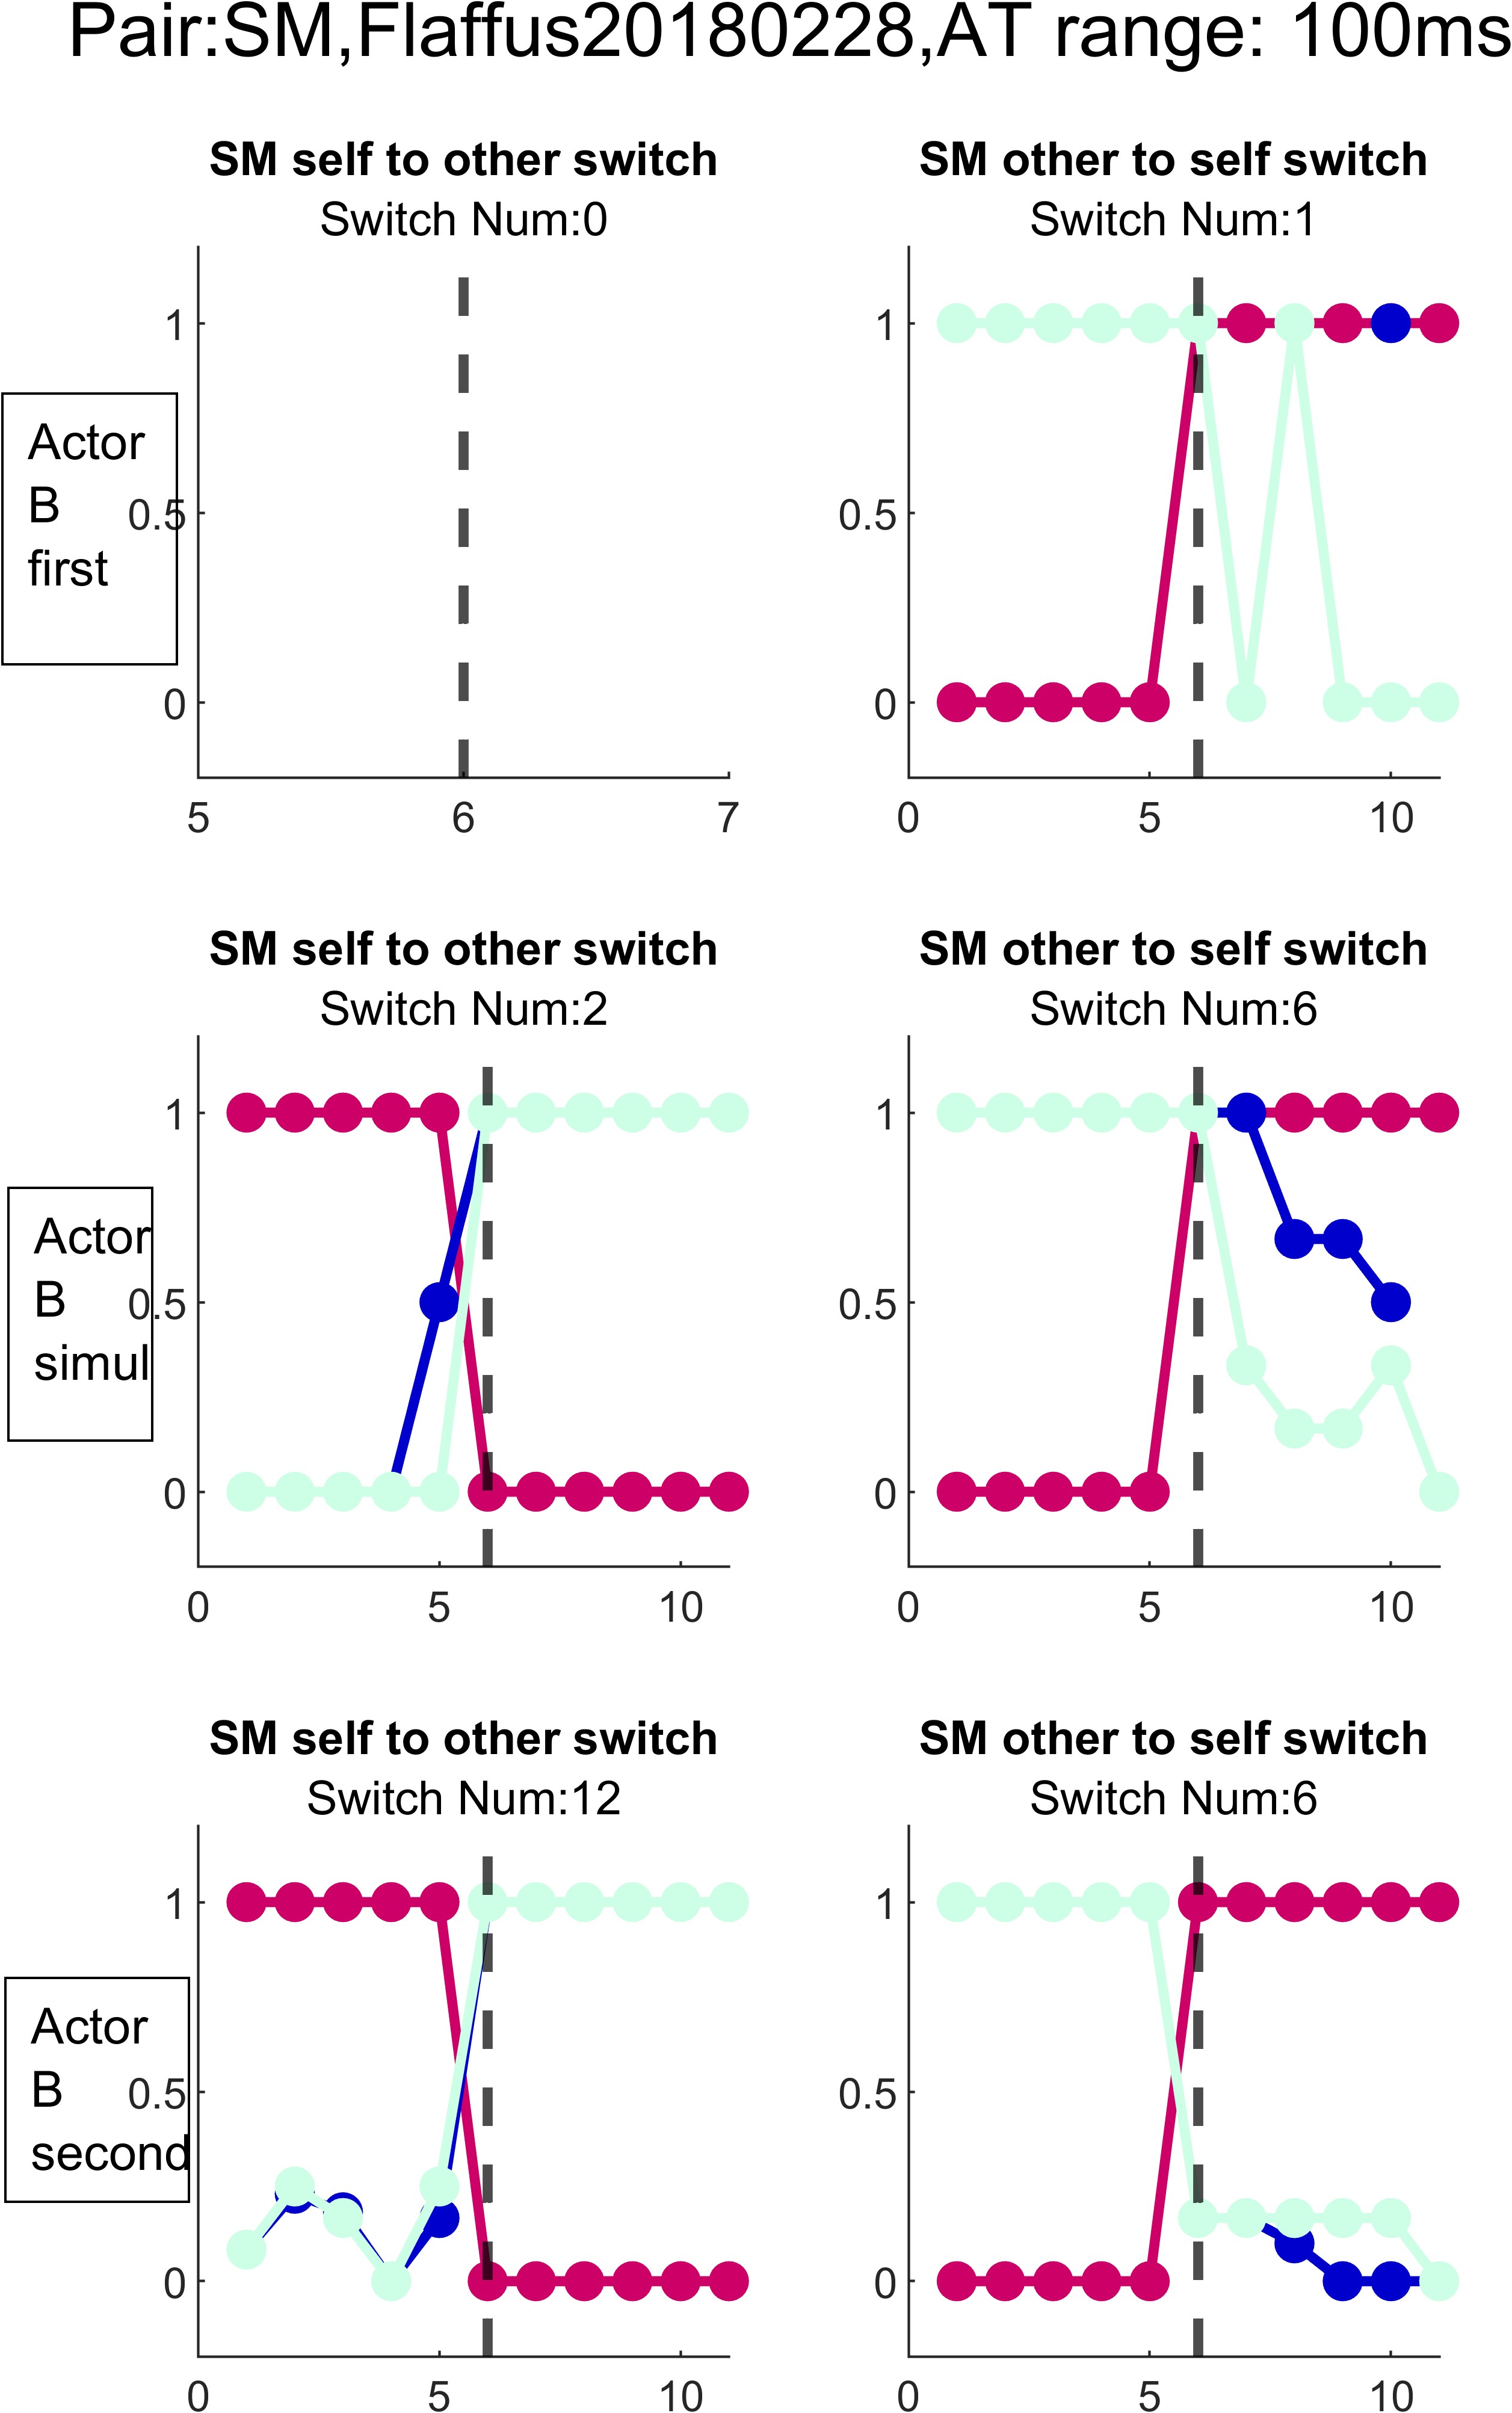 Pair:SM,Flaffus20180228,AT range: 100ms
SM self to other switch
Switch Num:0
1
0.5
0
5 6 7
Actor
B
first
SM other to self switch
Switch Num:1
1
0.5
0
0 5 10
SM self to other switch
Switch Num:2
1
0.5
0
0 5 10
Actor
B
simul
SM other to self switch
Switch Num:6
1
0.5
0
0 5 10
SM self to other switch
Switch Num:12
1
0.5
0
0 5 10
Actor
B
second
SM other to self switch
Switch Num:6
1
0.5
0
0 5 10